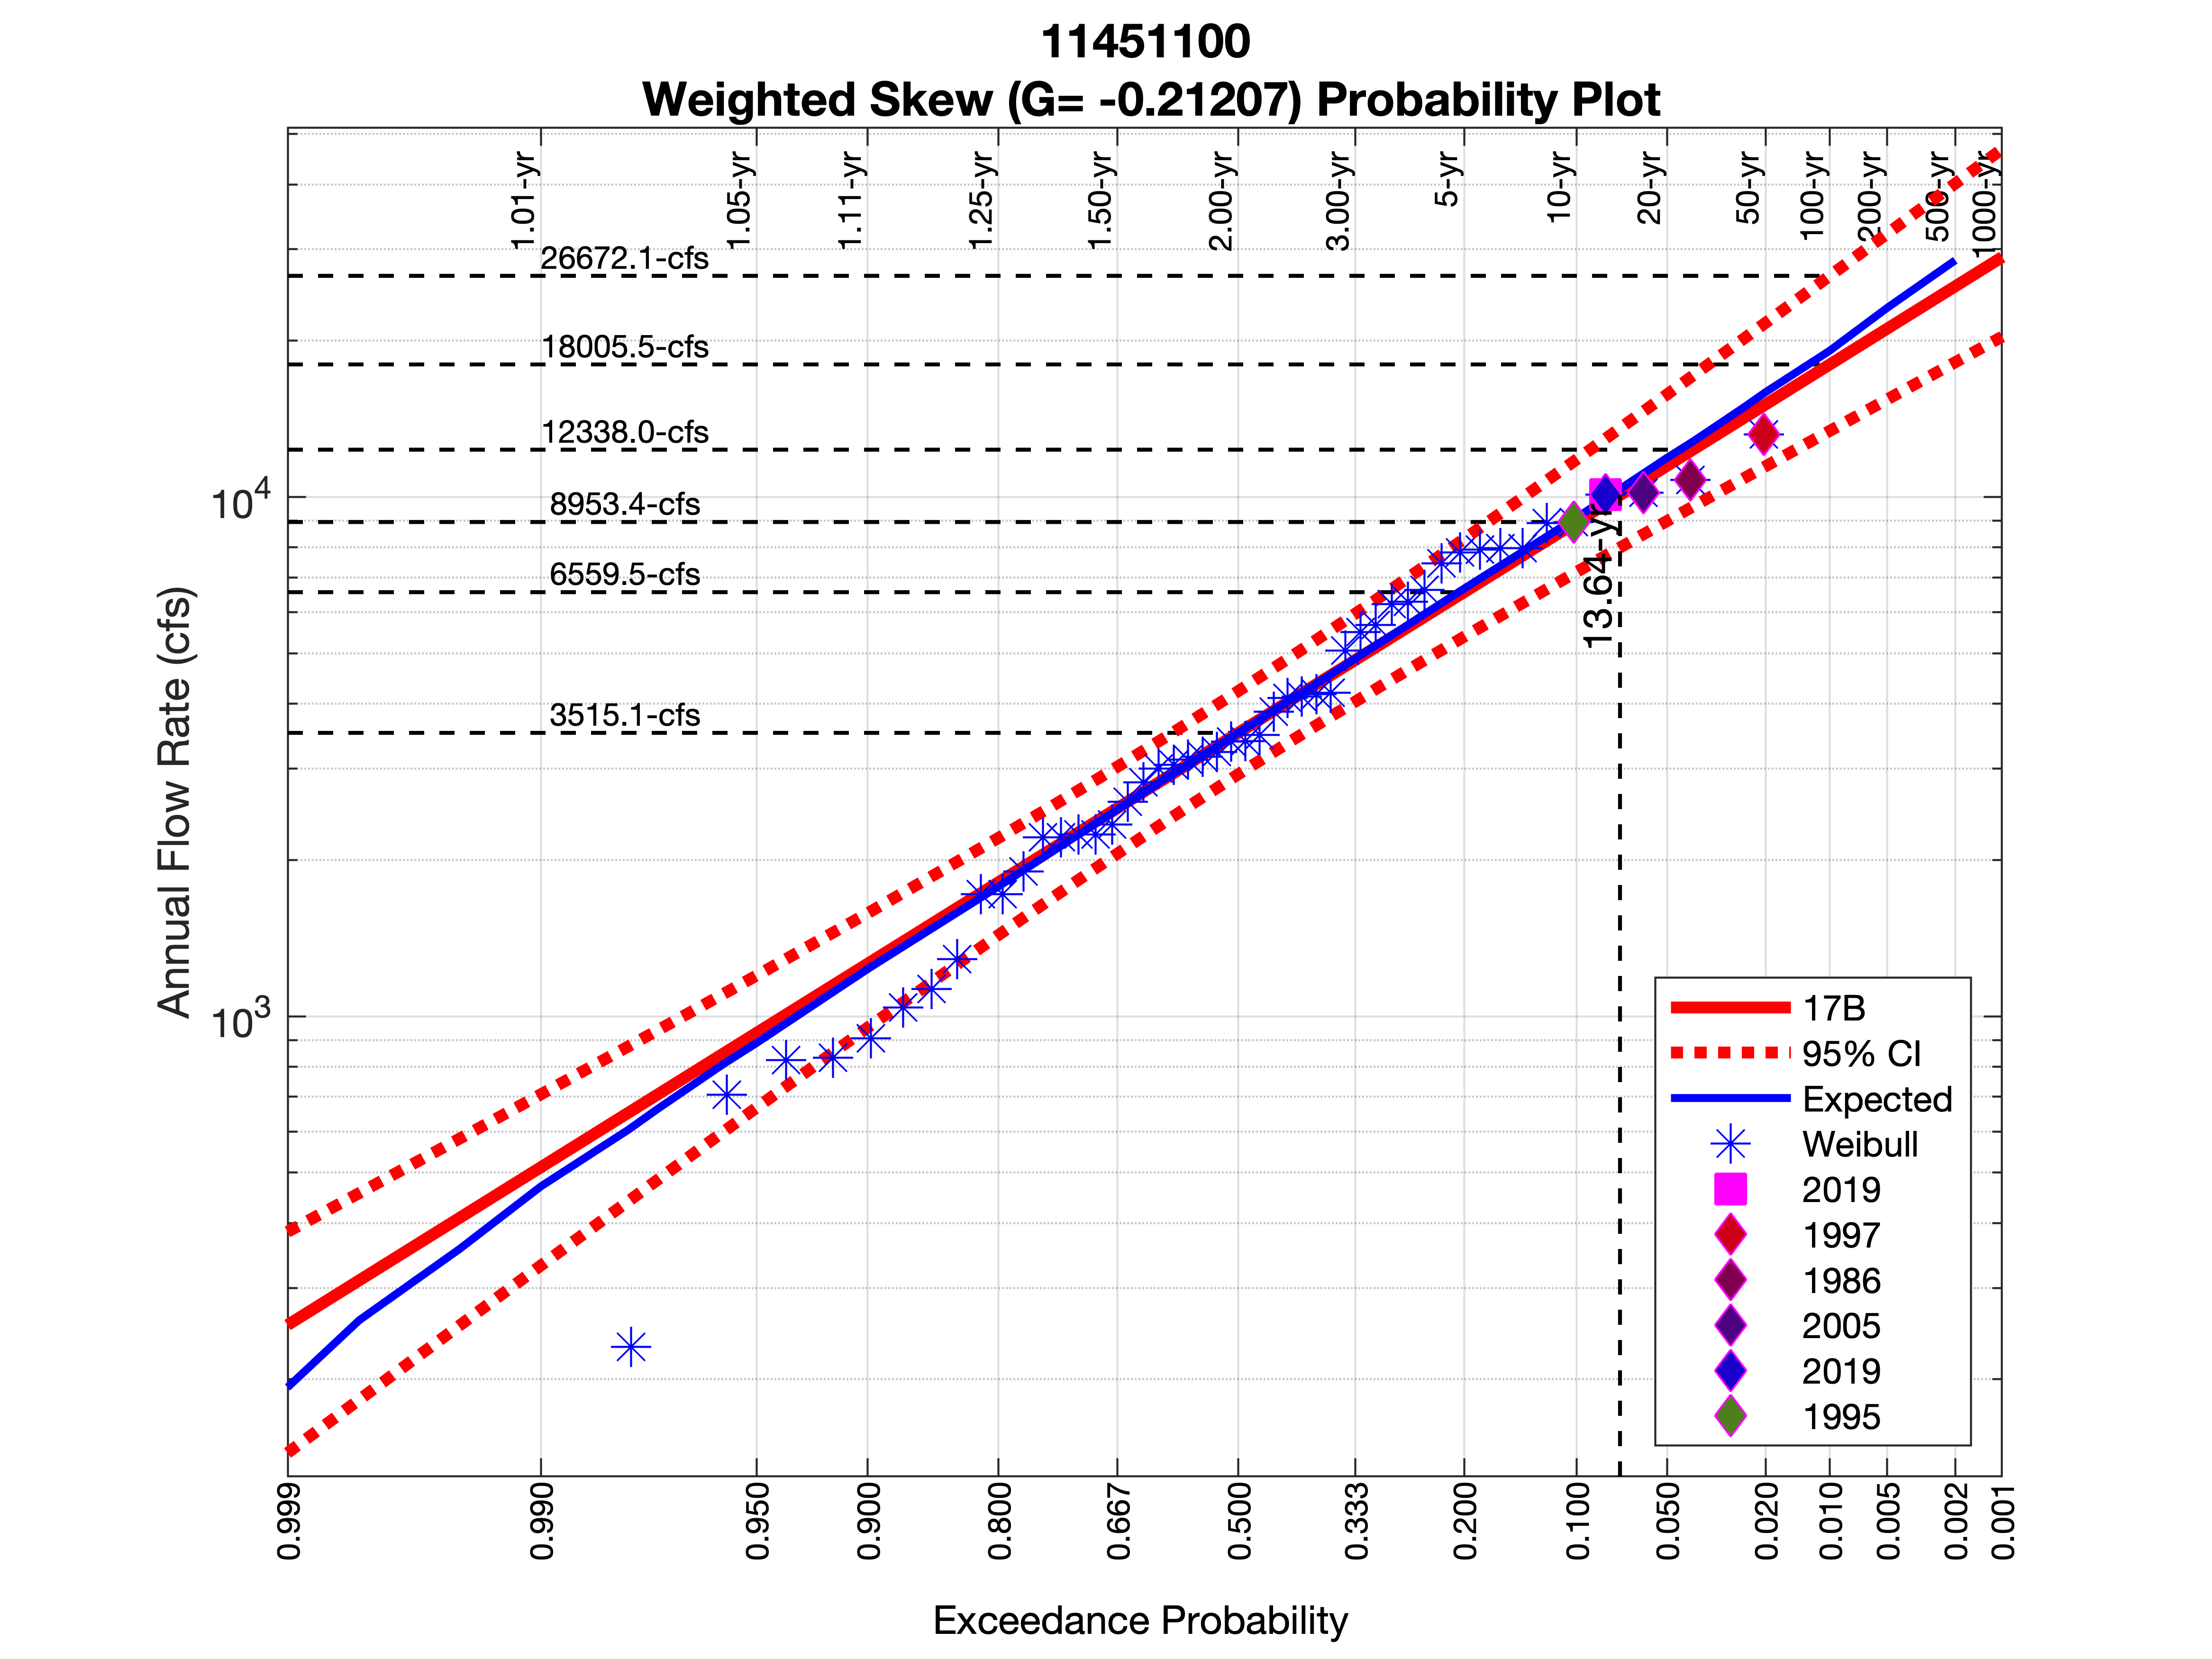 11451100
Weighted Skew (G= -0.21207) Probability Plot
1.01-yr
1.05-yr
1.11-yr
1.25-yr
1.50-yr
2.00-yr
3.00-yr
5-yr
10-yr
20-yr
50-yr
100-yr
200-yr
500-yr
1000-yr
26672.1-cfs
18005.5-cfs
12338.0-cfs
8953.4-cfs
6559.5-cfs
3515.1-cfs
13.64-yr
10⁴
10³
Annual Flow Rate (cfs)
17B
95% CI
Expected
Weibull
2019
1997
1986
2005
2019
1995
0.999
0.990
0.950
0.900
0.800
0.667
0.500
0.333
0.200
0.100
0.050
0.020
0.010
0.005
0.002
0.001
Exceedance Probability